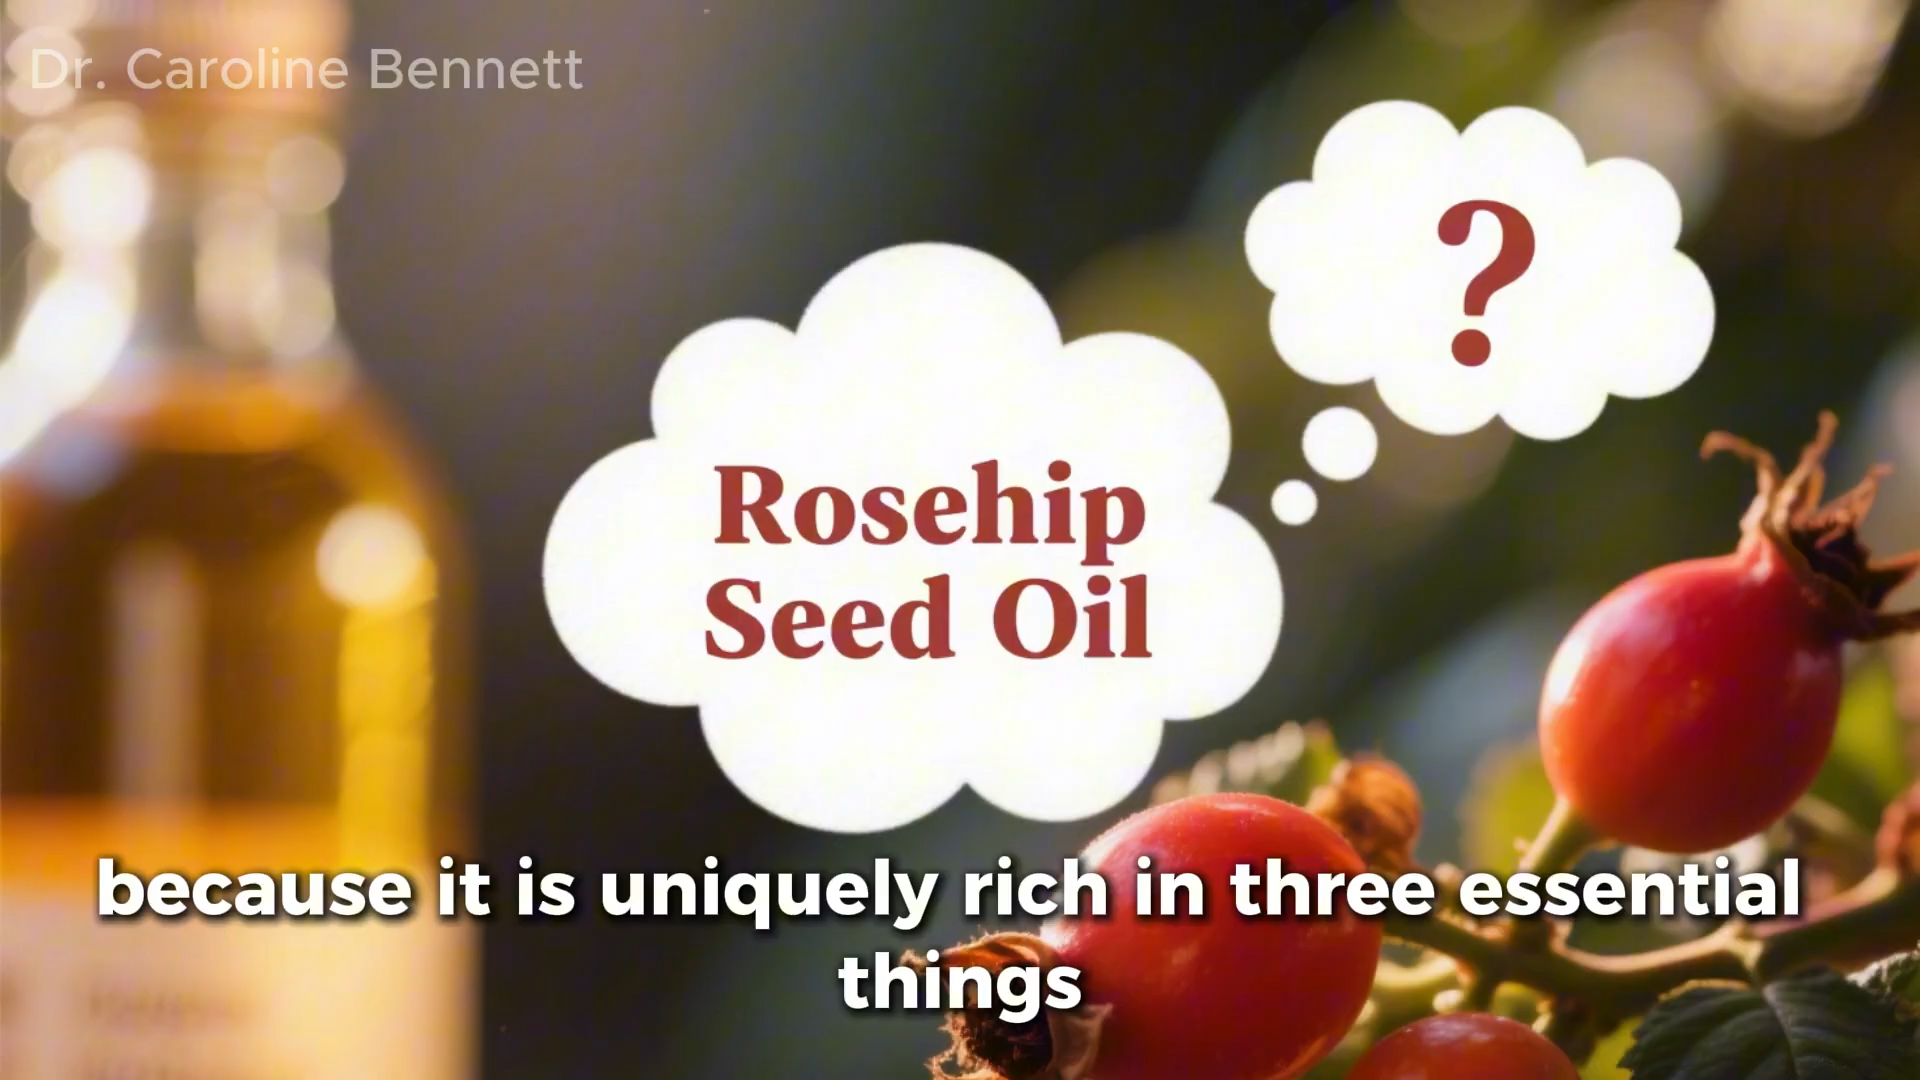 Dr. Caroline Bennett
?
Rosehip
Seed Oil
because it is uniquely rich in three essential
things